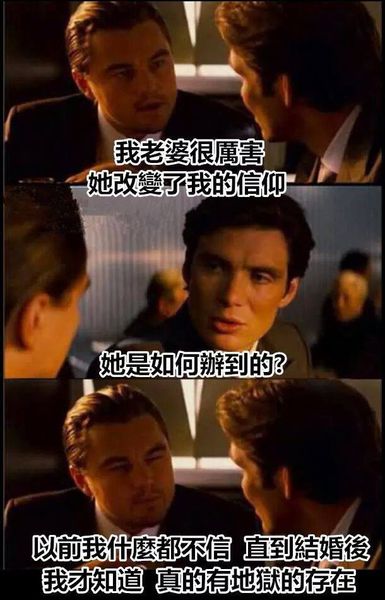 我老婆很厲害
她改變了我的信仰
她是如何辦到的?
以前我什麼都不信 直到結婚後
我才知道 真的有地獄的存在